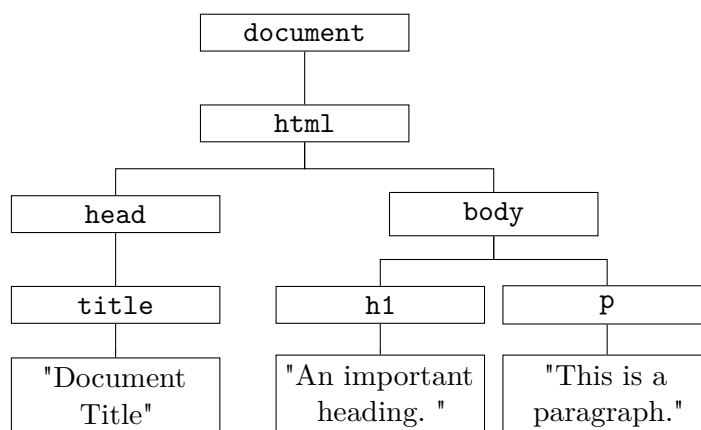 document
html
head
body
title
h1
p
"Document
Title"
"An important
heading. "
"This is a
paragraph."